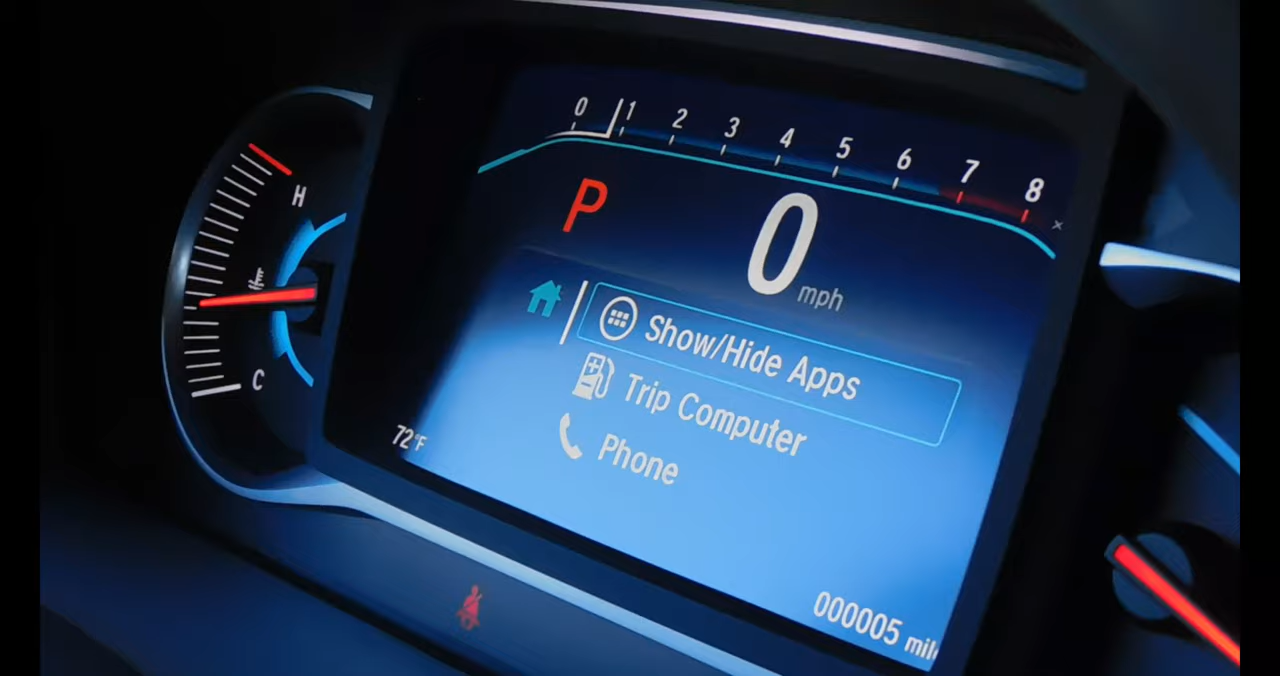 0 1 2 3 4 5 6 7 8
x
P 0 mph
H
C
Show/Hide Apps
Trip Computer
Phone
72°F
000005 mil